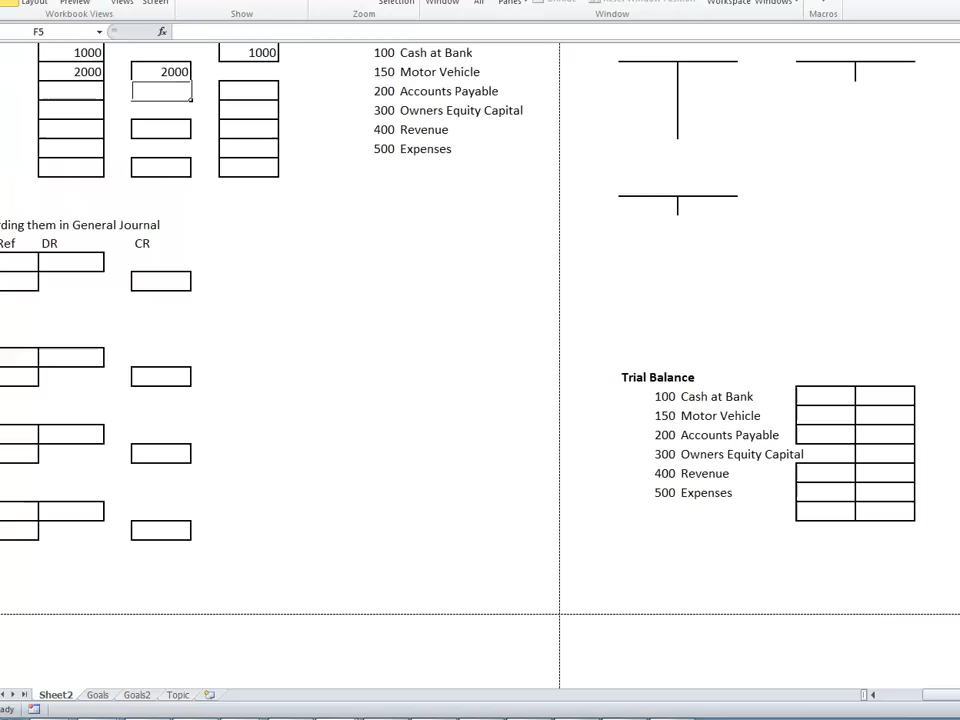 Layout Preview Views Screen Selection Window All Panes Reset Window Position Workspace Windows
Workbook Views Show Zoom Window Macros
F5 fx
1000 1000 100 Cash at Bank
2000 2000 150 Motor Vehicle
200 Accounts Payable
300 Owners Equity Capital
400 Revenue
500 Expenses
rding them in General Journal
Ref DR CR
Trial Balance
100 Cash at Bank
150 Motor Vehicle
200 Accounts Payable
300 Owners Equity Capital
400 Revenue
500 Expenses
Sheet2 Goals Goals2 Topic
ady